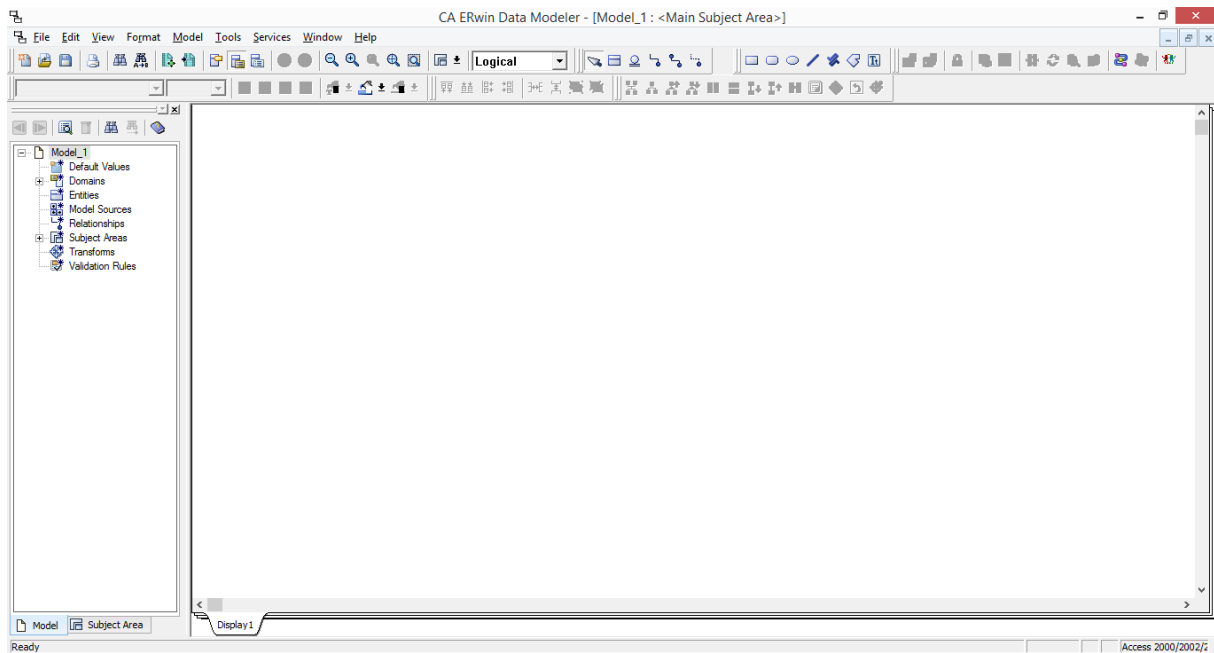 CA ERwin Data Modeler - [Model_1 : <Main Subject Area>]
File Edit View Format Model Tools Services Window Help
Logical
Model_1
Default Values
Domains
Entities
Model Sources
Relationships
Subject Areas
Transforms
Validation Rules
Model Subject Area
Display1
Ready
Access 2000/2002/2